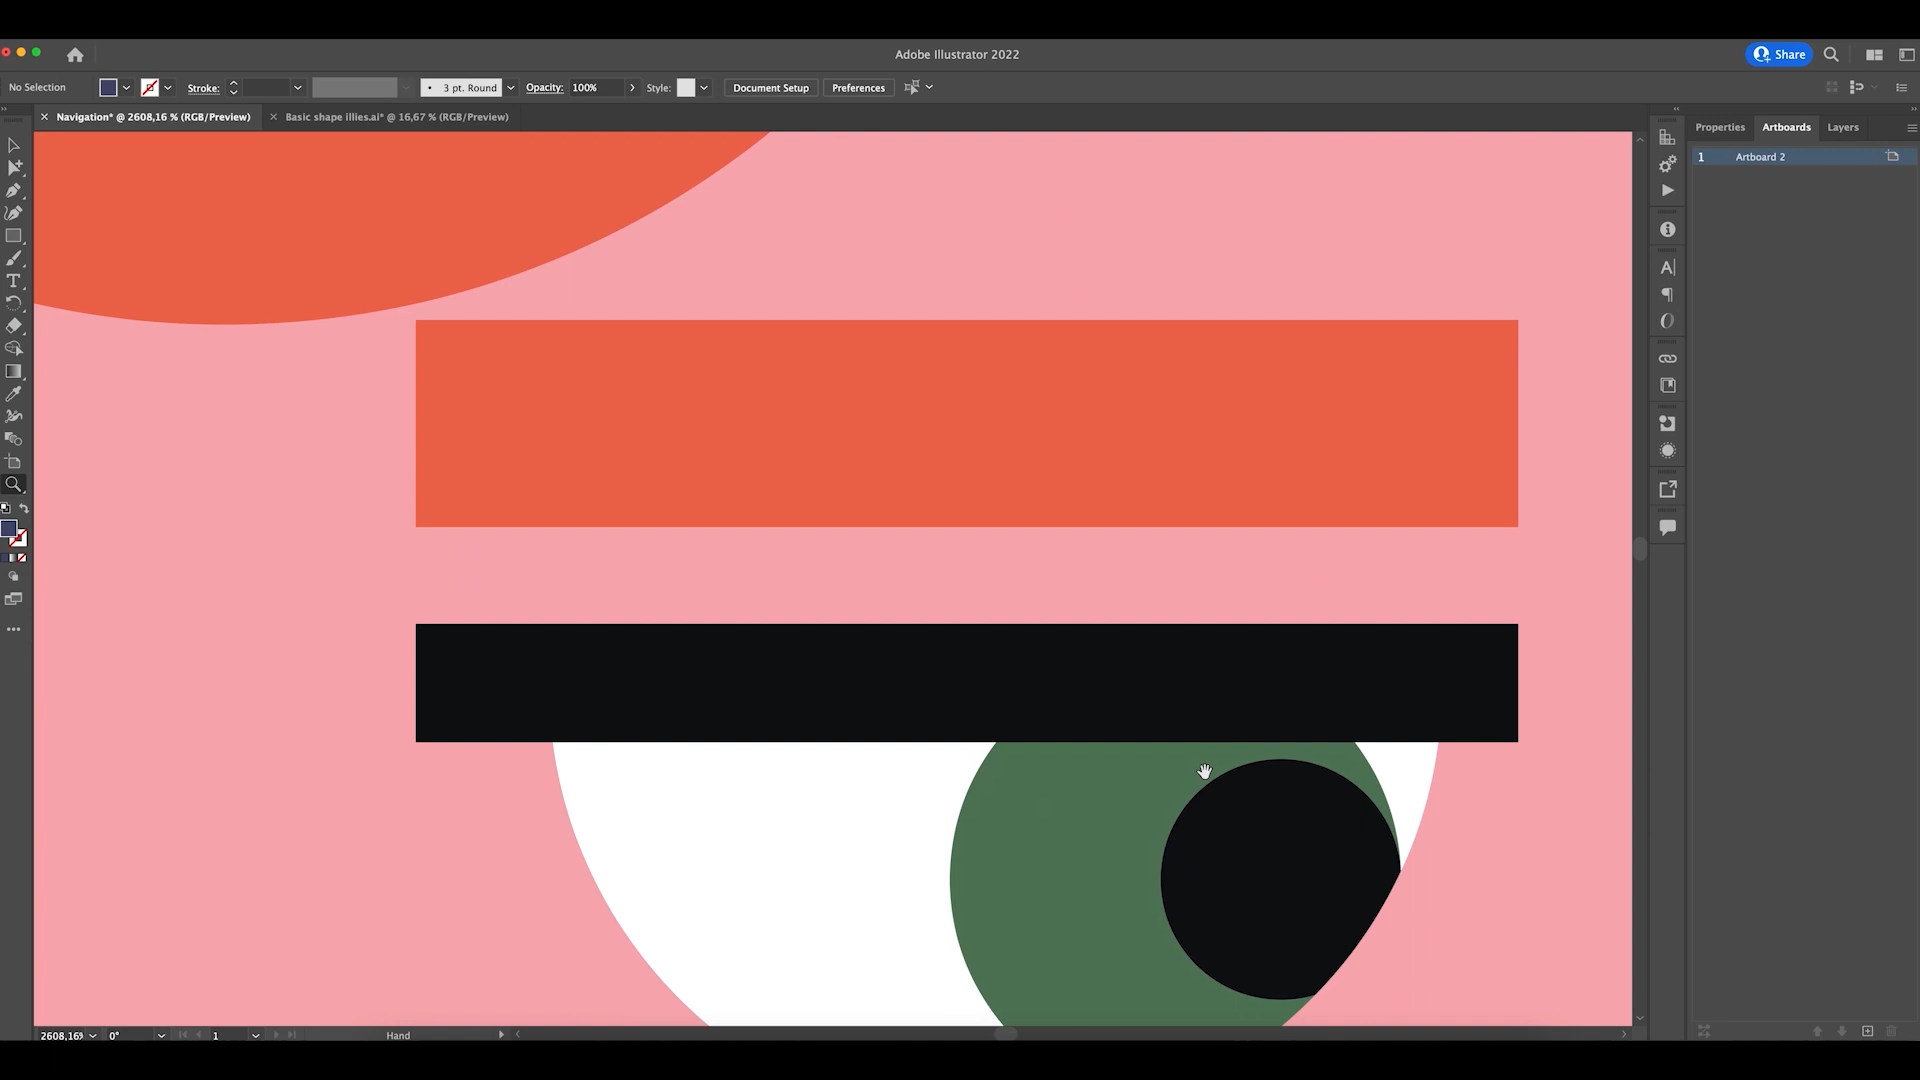 Adobe Illustrator 2022
Share
No Selection
Stroke:
3 pt. Round
Opacity:
100%
Style:
Document Setup
Preferences
Navigation* @ 2608,16 % (RGB/Preview)
Basic shape illies.ai* @ 16,67 % (RGB/Preview)
Properties
Artboards
Layers
1
Artboard 2
2608,16%
0°
1
Hand